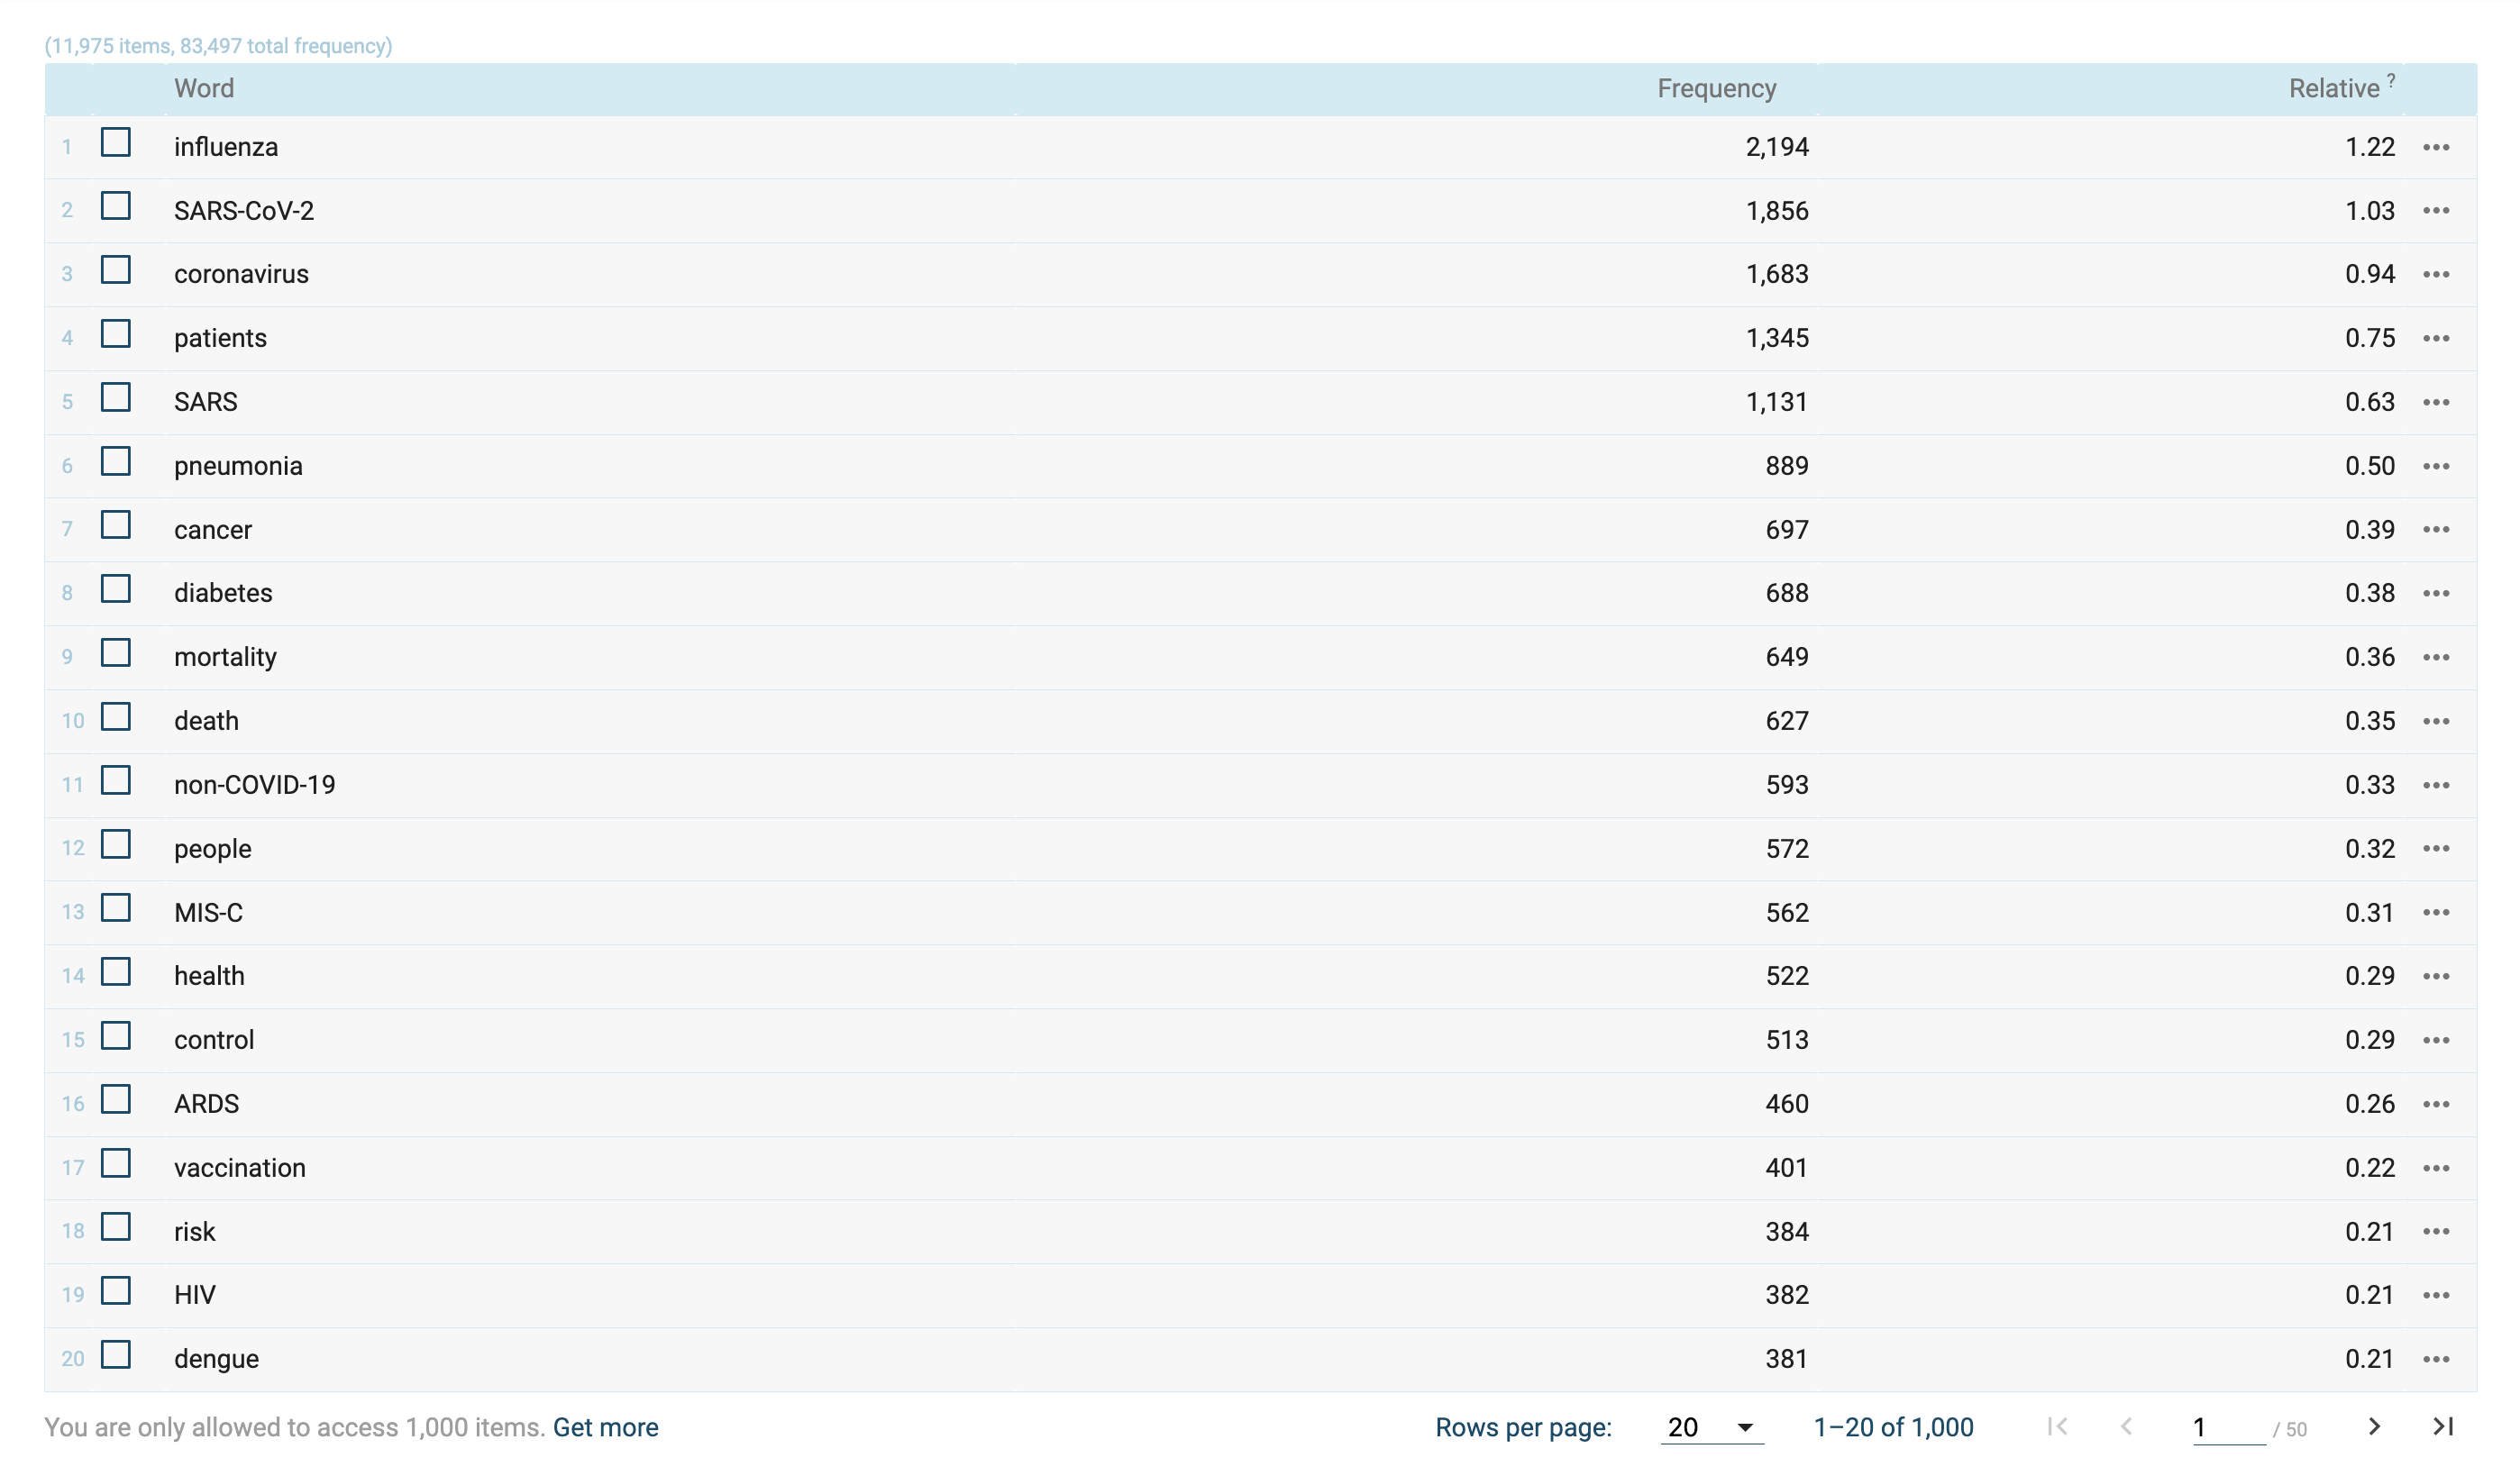 (11,975 items, 83,497 total frequency)
Word Frequency Relative ?
1 influenza 2,194 1.22 •••
2 SARS-CoV-2 1,856 1.03 •••
3 coronavirus 1,683 0.94 •••
4 patients 1,345 0.75 •••
5 SARS 1,131 0.63 •••
6 pneumonia 889 0.50 •••
7 cancer 697 0.39 •••
8 diabetes 688 0.38 •••
9 mortality 649 0.36 •••
10 death 627 0.35 •••
11 non-COVID-19 593 0.33 •••
12 people 572 0.32 •••
13 MIS-C 562 0.31 •••
14 health 522 0.29 •••
15 control 513 0.29 •••
16 ARDS 460 0.26 •••
17 vaccination 401 0.22 •••
18 risk 384 0.21 •••
19 HIV 382 0.21 •••
20 dengue 381 0.21 •••
You are only allowed to access 1,000 items. Get more Rows per page: 20 1–20 of 1,000 1 / 50